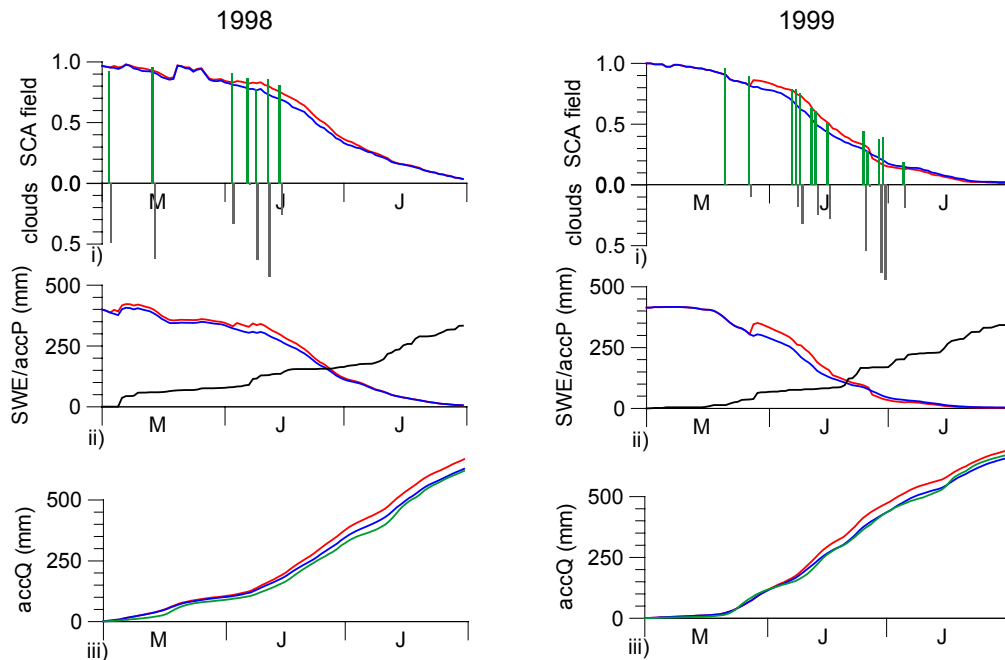 1998
1999
1.0
0.5
0.0
0.5
SCA field
clouds
M
J
J
i)
1.0
0.5
0.0
0.5
SCA field
clouds
M
J
J
i)
500
250
0
SWE/accP (mm)
M
J
J
ii)
500
250
0
SWE/accP (mm)
M
J
J
ii)
500
250
0
accQ (mm)
M
J
J
iii)
500
250
0
accQ (mm)
M
J
J
iii)